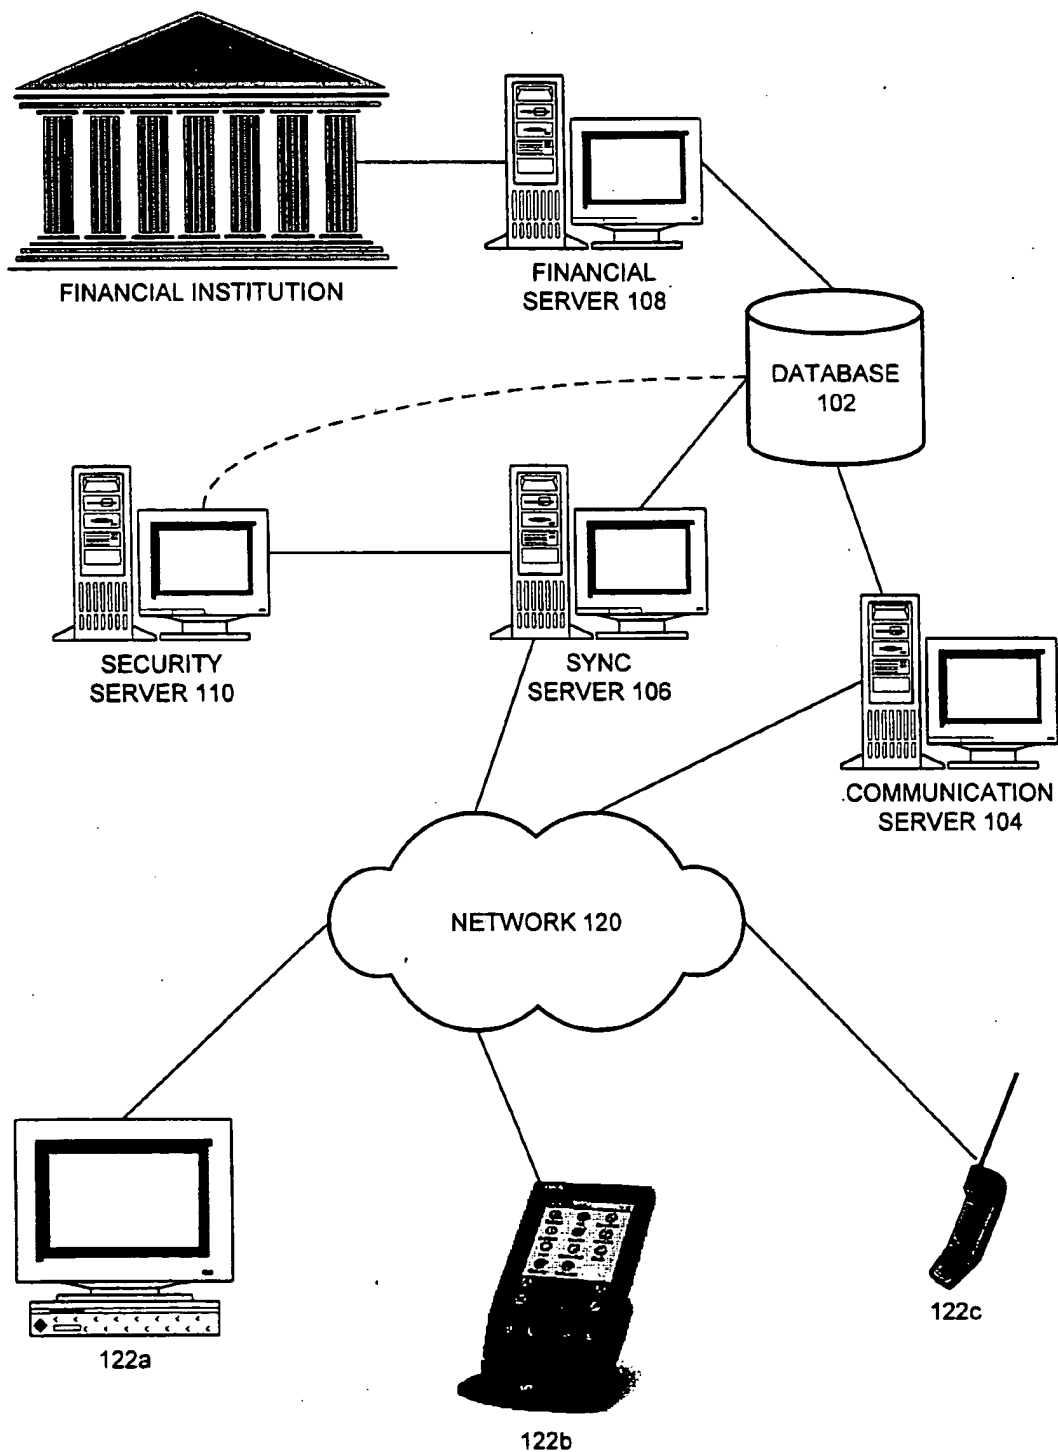 FINANCIAL INSTITUTION
FINANCIAL
SERVER 108
DATABASE
102
SECURITY
SERVER 110
SYNC
SERVER 106
COMMUNICATION
SERVER 104
NETWORK 120
122a
122b
122c